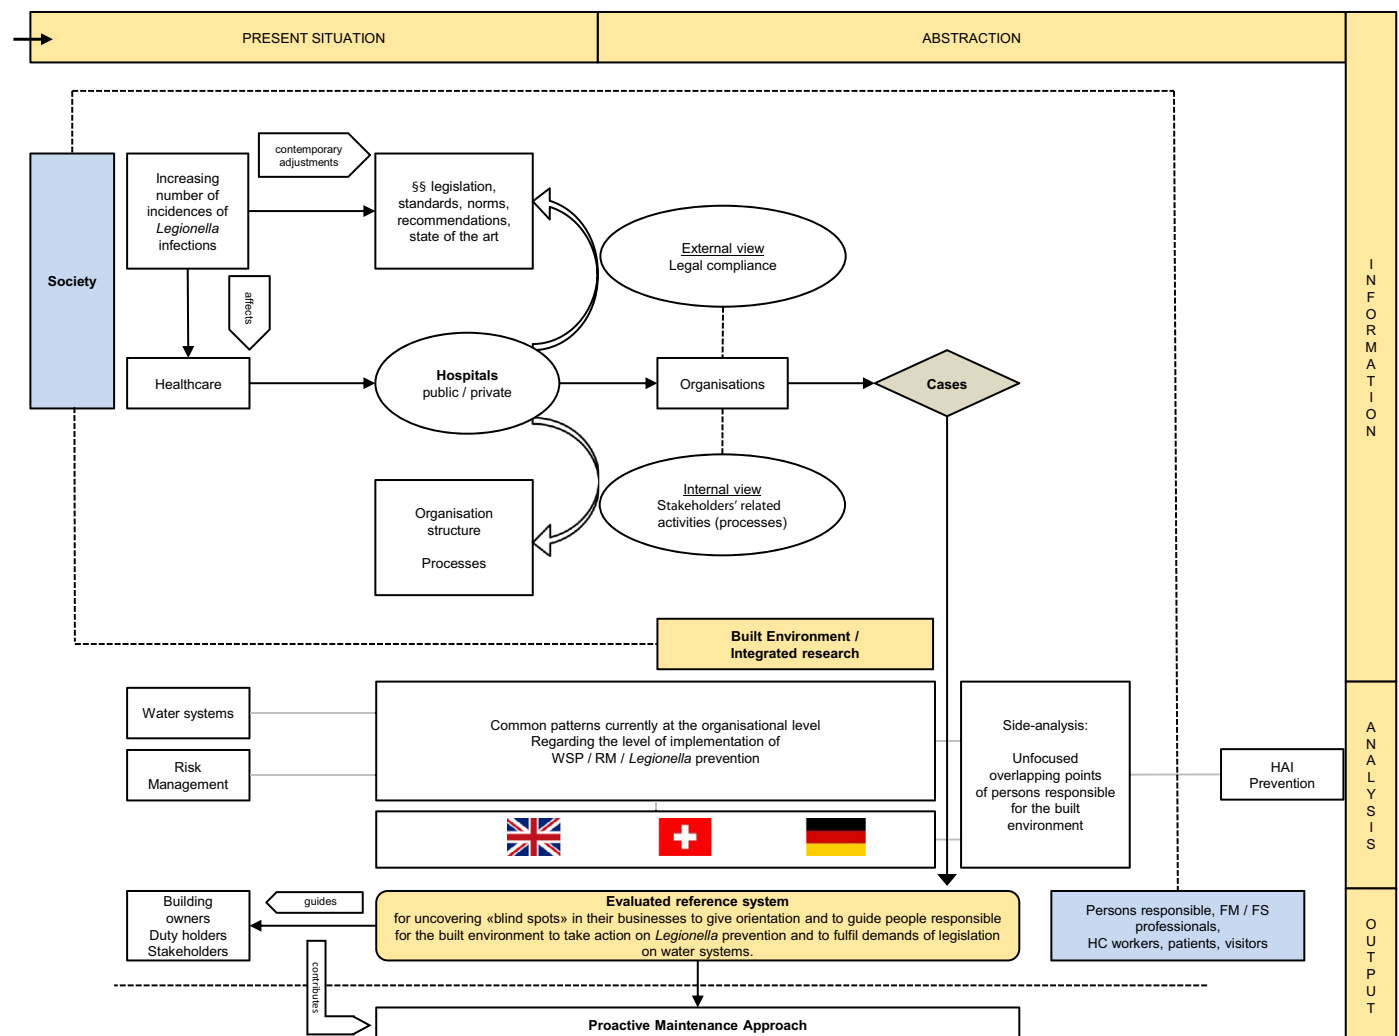 PRESENT SITUATION
ABSTRACTION
INFORMATION
contemporary
adjustments
Increasing
number of
incidences of
Legionella
infections
§§ legislation,
standards, norms,
recommendations,
state of the art
External view
Legal compliance
Society
affects
Healthcare
Hospitals
public / private
Organisations
Cases
Internal view
Stakeholders' related
activities (processes)
Organisation
structure
Processes
Built Environment /
Integrated research
ANALYSIS
Water systems
Risk
Management
Common patterns currently at the organisational level
Regarding the level of implementation of
WSP / RM / Legionella prevention
Side-analysis:
Unfocused
overlapping points
of persons responsible
for the built
environment
HAI
Prevention
OUTPUT
Building
owners
Duty holders
Stakeholders
guides
Evaluated reference system
for uncovering «blind spots» in their businesses to give orientation and to guide people responsible
for the built environment to take action on Legionella prevention and to fulfil demands of legislation
on water systems.
Persons responsible, FM / FS
professionals,
HC workers, patients, visitors
contributes
Proactive Maintenance Approach